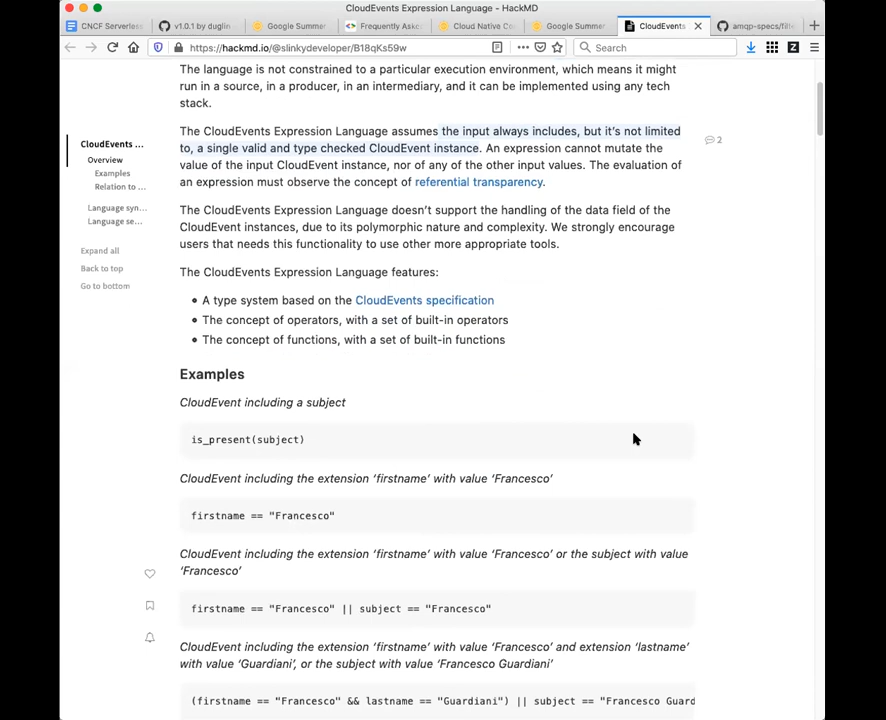 CloudEvents Expression Language - HackMD
CNCF Serverless v1.0.1 by duglin Google Summer Frequently Aske Cloud Native Co Google Summer CloudEvents amqp-specs/filte
https://hackmd.io/@slinkydeveloper/B18qKs59w Search
The language is not constrained to a particular execution environment, which means it might
run in a source, in a producer, in an intermediary, and it can be implemented using any tech
stack.
The CloudEvents Expression Language assumes the input always includes, but it's not limited
to, a single valid and type checked CloudEvent instance. An expression cannot mutate the
value of the input CloudEvent instance, nor of any of the other input values. The evaluation of
an expression must observe the concept of referential transparency.
2
CloudEvents ...
Overview
Examples
Relation to ...
Language syn...
Language se...
Expand all
Back to top
Go to bottom
The CloudEvents Expression Language doesn't support the handling of the data field of the
CloudEvent instances, due to its polymorphic nature and complexity. We strongly encourage
users that needs this functionality to use other more appropriate tools.
The CloudEvents Expression Language features:
• A type system based on the CloudEvents specification
• The concept of operators, with a set of built-in operators
• The concept of functions, with a set of built-in functions
Examples
CloudEvent including a subject
is_present(subject)
CloudEvent including the extension ‘firstname’ with value ‘Francesco’
firstname == "Francesco"
CloudEvent including the extension ‘firstname’ with value ‘Francesco’ or the subject with value
‘Francesco’
firstname == "Francesco" || subject == "Francesco"
CloudEvent including the extension ‘firstname’ with value ‘Francesco’ and extension ‘lastname’
with value ‘Guardiani’, or the subject with value ‘Francesco Guardiani’
(firstname == "Francesco" && lastname == "Guardiani") || subject == "Francesco Guard